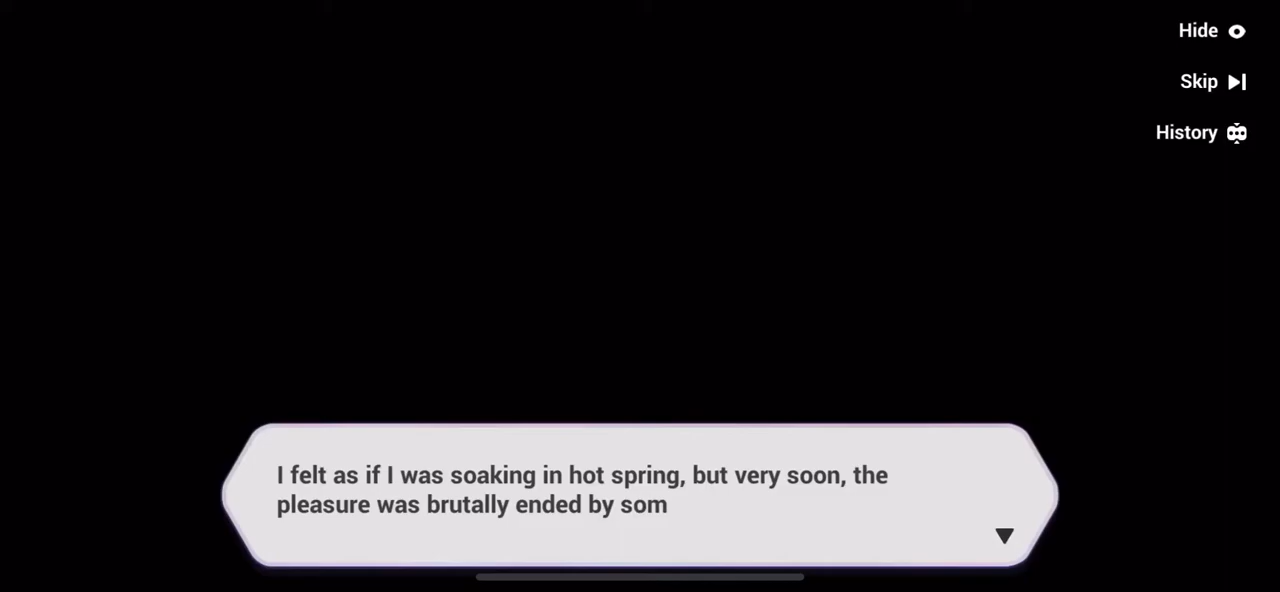 Hide
Skip
History
I felt as if I was soaking in hot spring, but very soon, the
pleasure was brutally ended by som